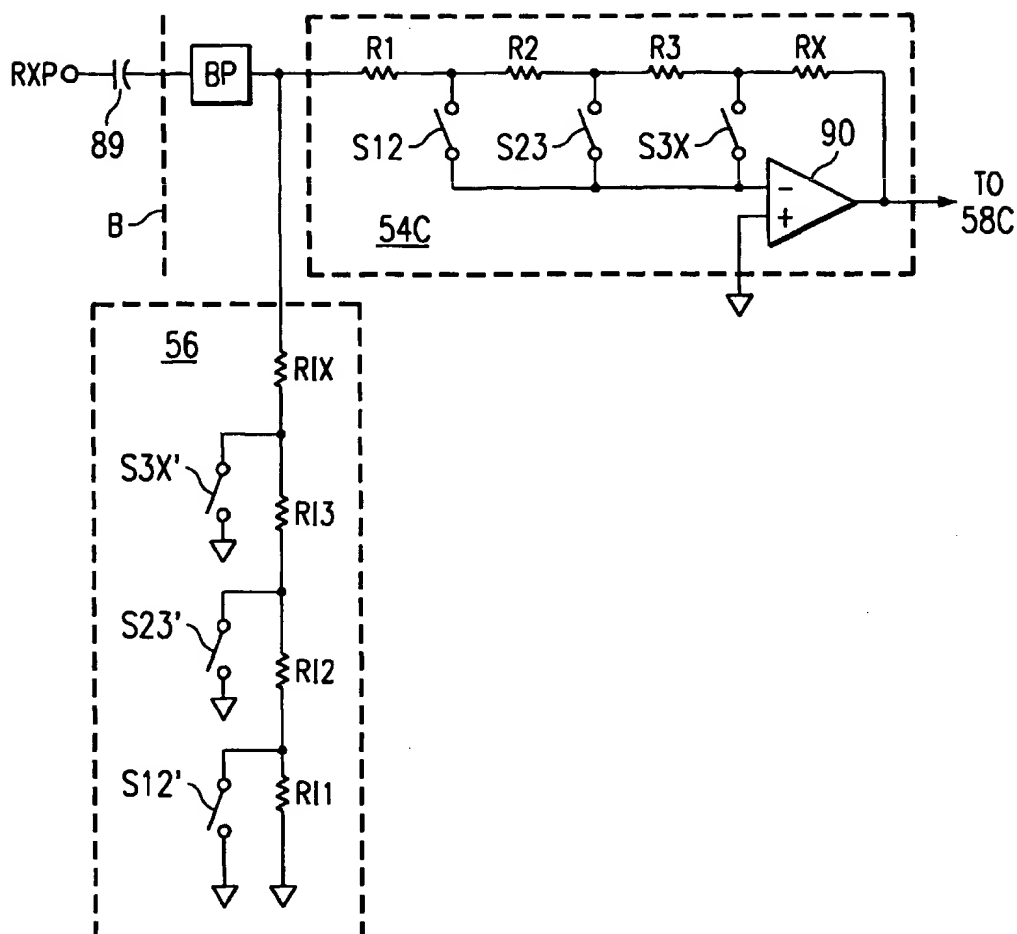 R1 R2 R3 RX
RXP BP
89 S12 S23 S3X 90
- +
TO
58C
B 54C
56
RIX
S3X'
RI3
S23'
RI2
S12'
RI1